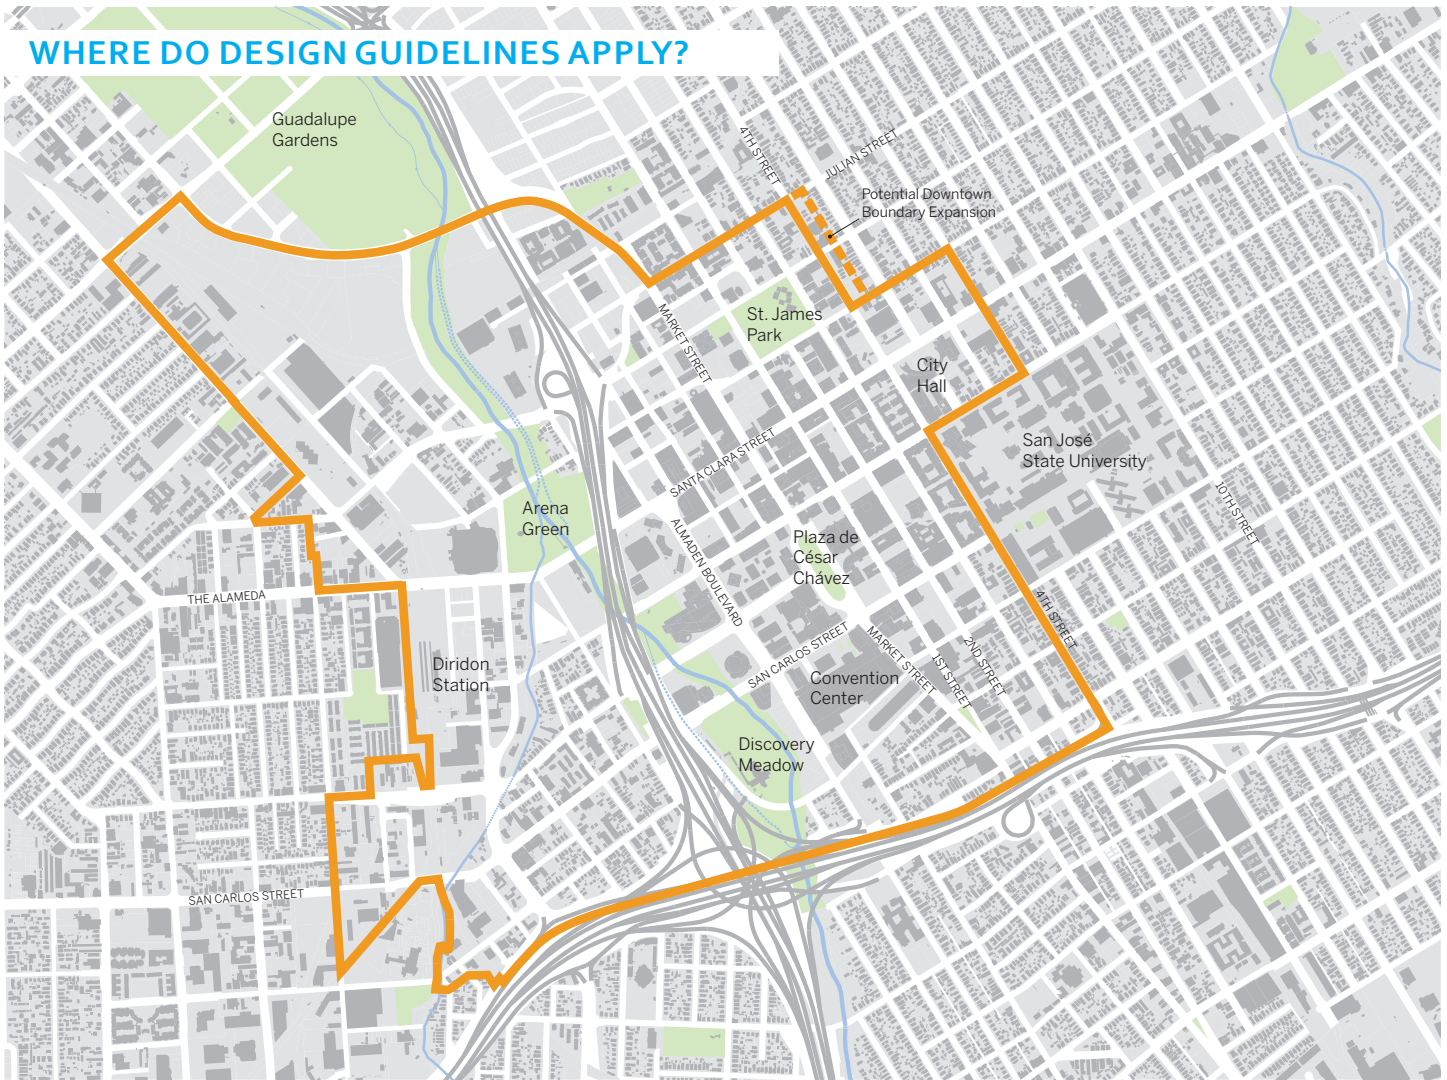 WHERE DO DESIGN GUIDELINES APPLY?
Guadalupe
Gardens
4TH STREET
JULIAN STREET
Potential Downtown
Boundary Expansion
St. James
Park
MARKET STREET
City
Hall
San José
State University
SANTA CLARA STREET
10TH STREET
Arena
Green
ALMADEN BOULEVARD
Plaza de
César
Chávez
THE ALAMEDA
4TH STREET
Diridon
Station
SAN CARLOS STREET
MARKET STREET
1ST STREET
2ND STREET
Convention
Center
Discovery
Meadow
SAN CARLOS STREET